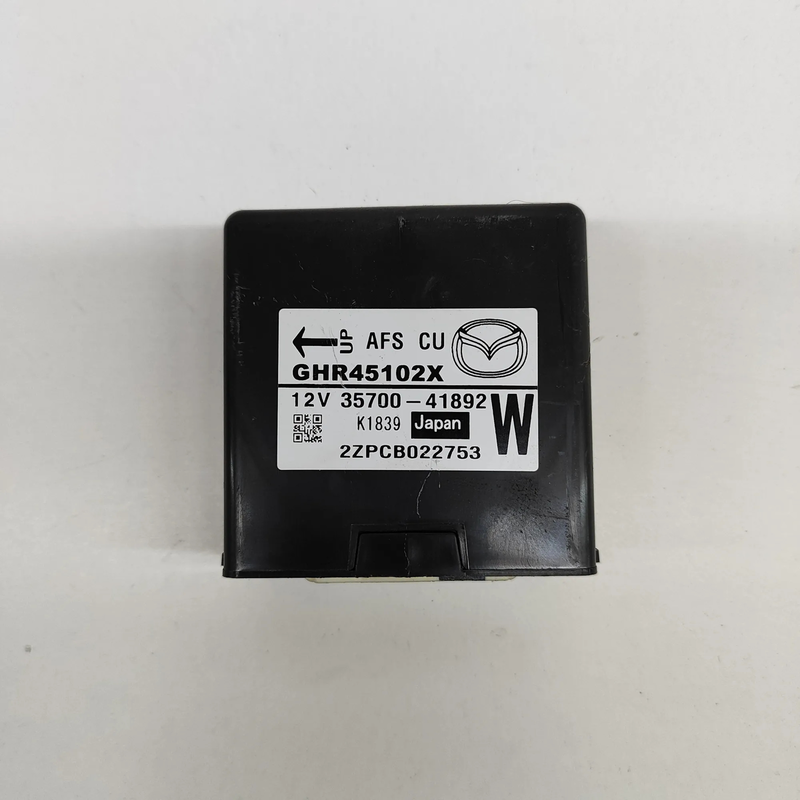 UP AFS CU
GHR45102X
12V 35700-41892
K1839 Japan W
2ZPCB022753